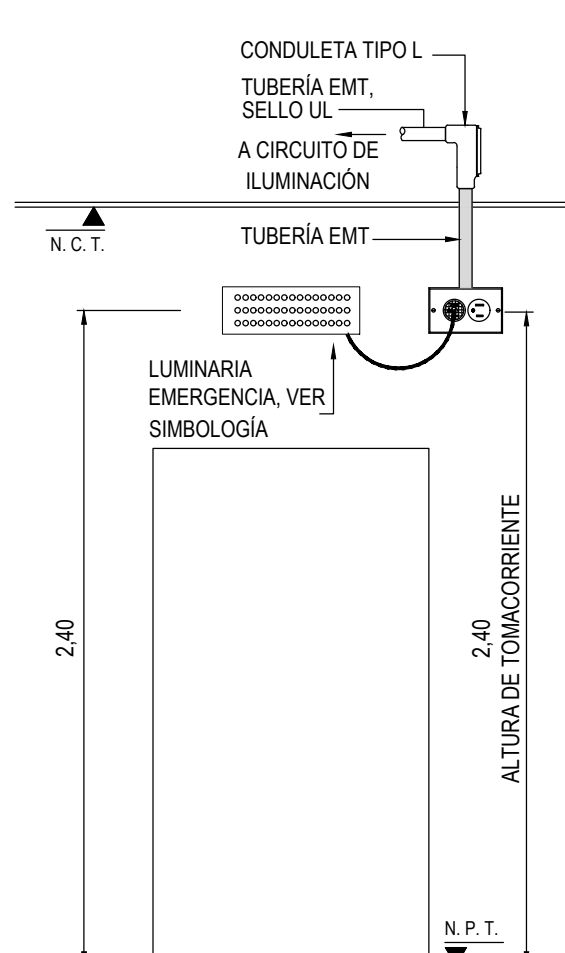 CONDULETA TIPO L
TUBERÍA EMT,
SELLO UL
A CIRCUITO DE
ILUMINACIÓN
N. C. T.
TUBERÍA EMT
LUMINARIA
EMERGENCIA, VER
SIMBOLOGÍA
2,40
2,40
ALTURA DE TOMACORRIENTE
N. P. T.